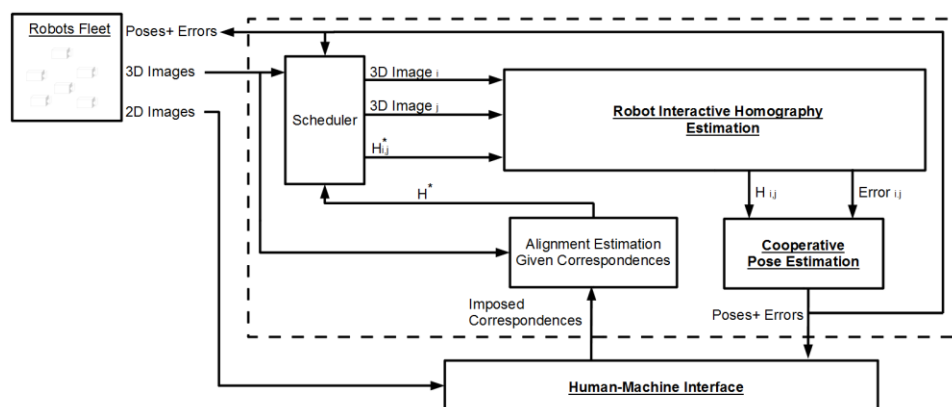 Robots Fleet
Poses+ Errors
3D Images
2D Images
Scheduler
3D Image i
3D Image j
H*i,j
Robot Interactive Homography
Estimation
H*
H i,j
Error i,j
Alignment Estimation
Given Correspondences
Cooperative
Pose Estimation
Imposed
Correspondences
Poses+ Errors
Human-Machine Interface